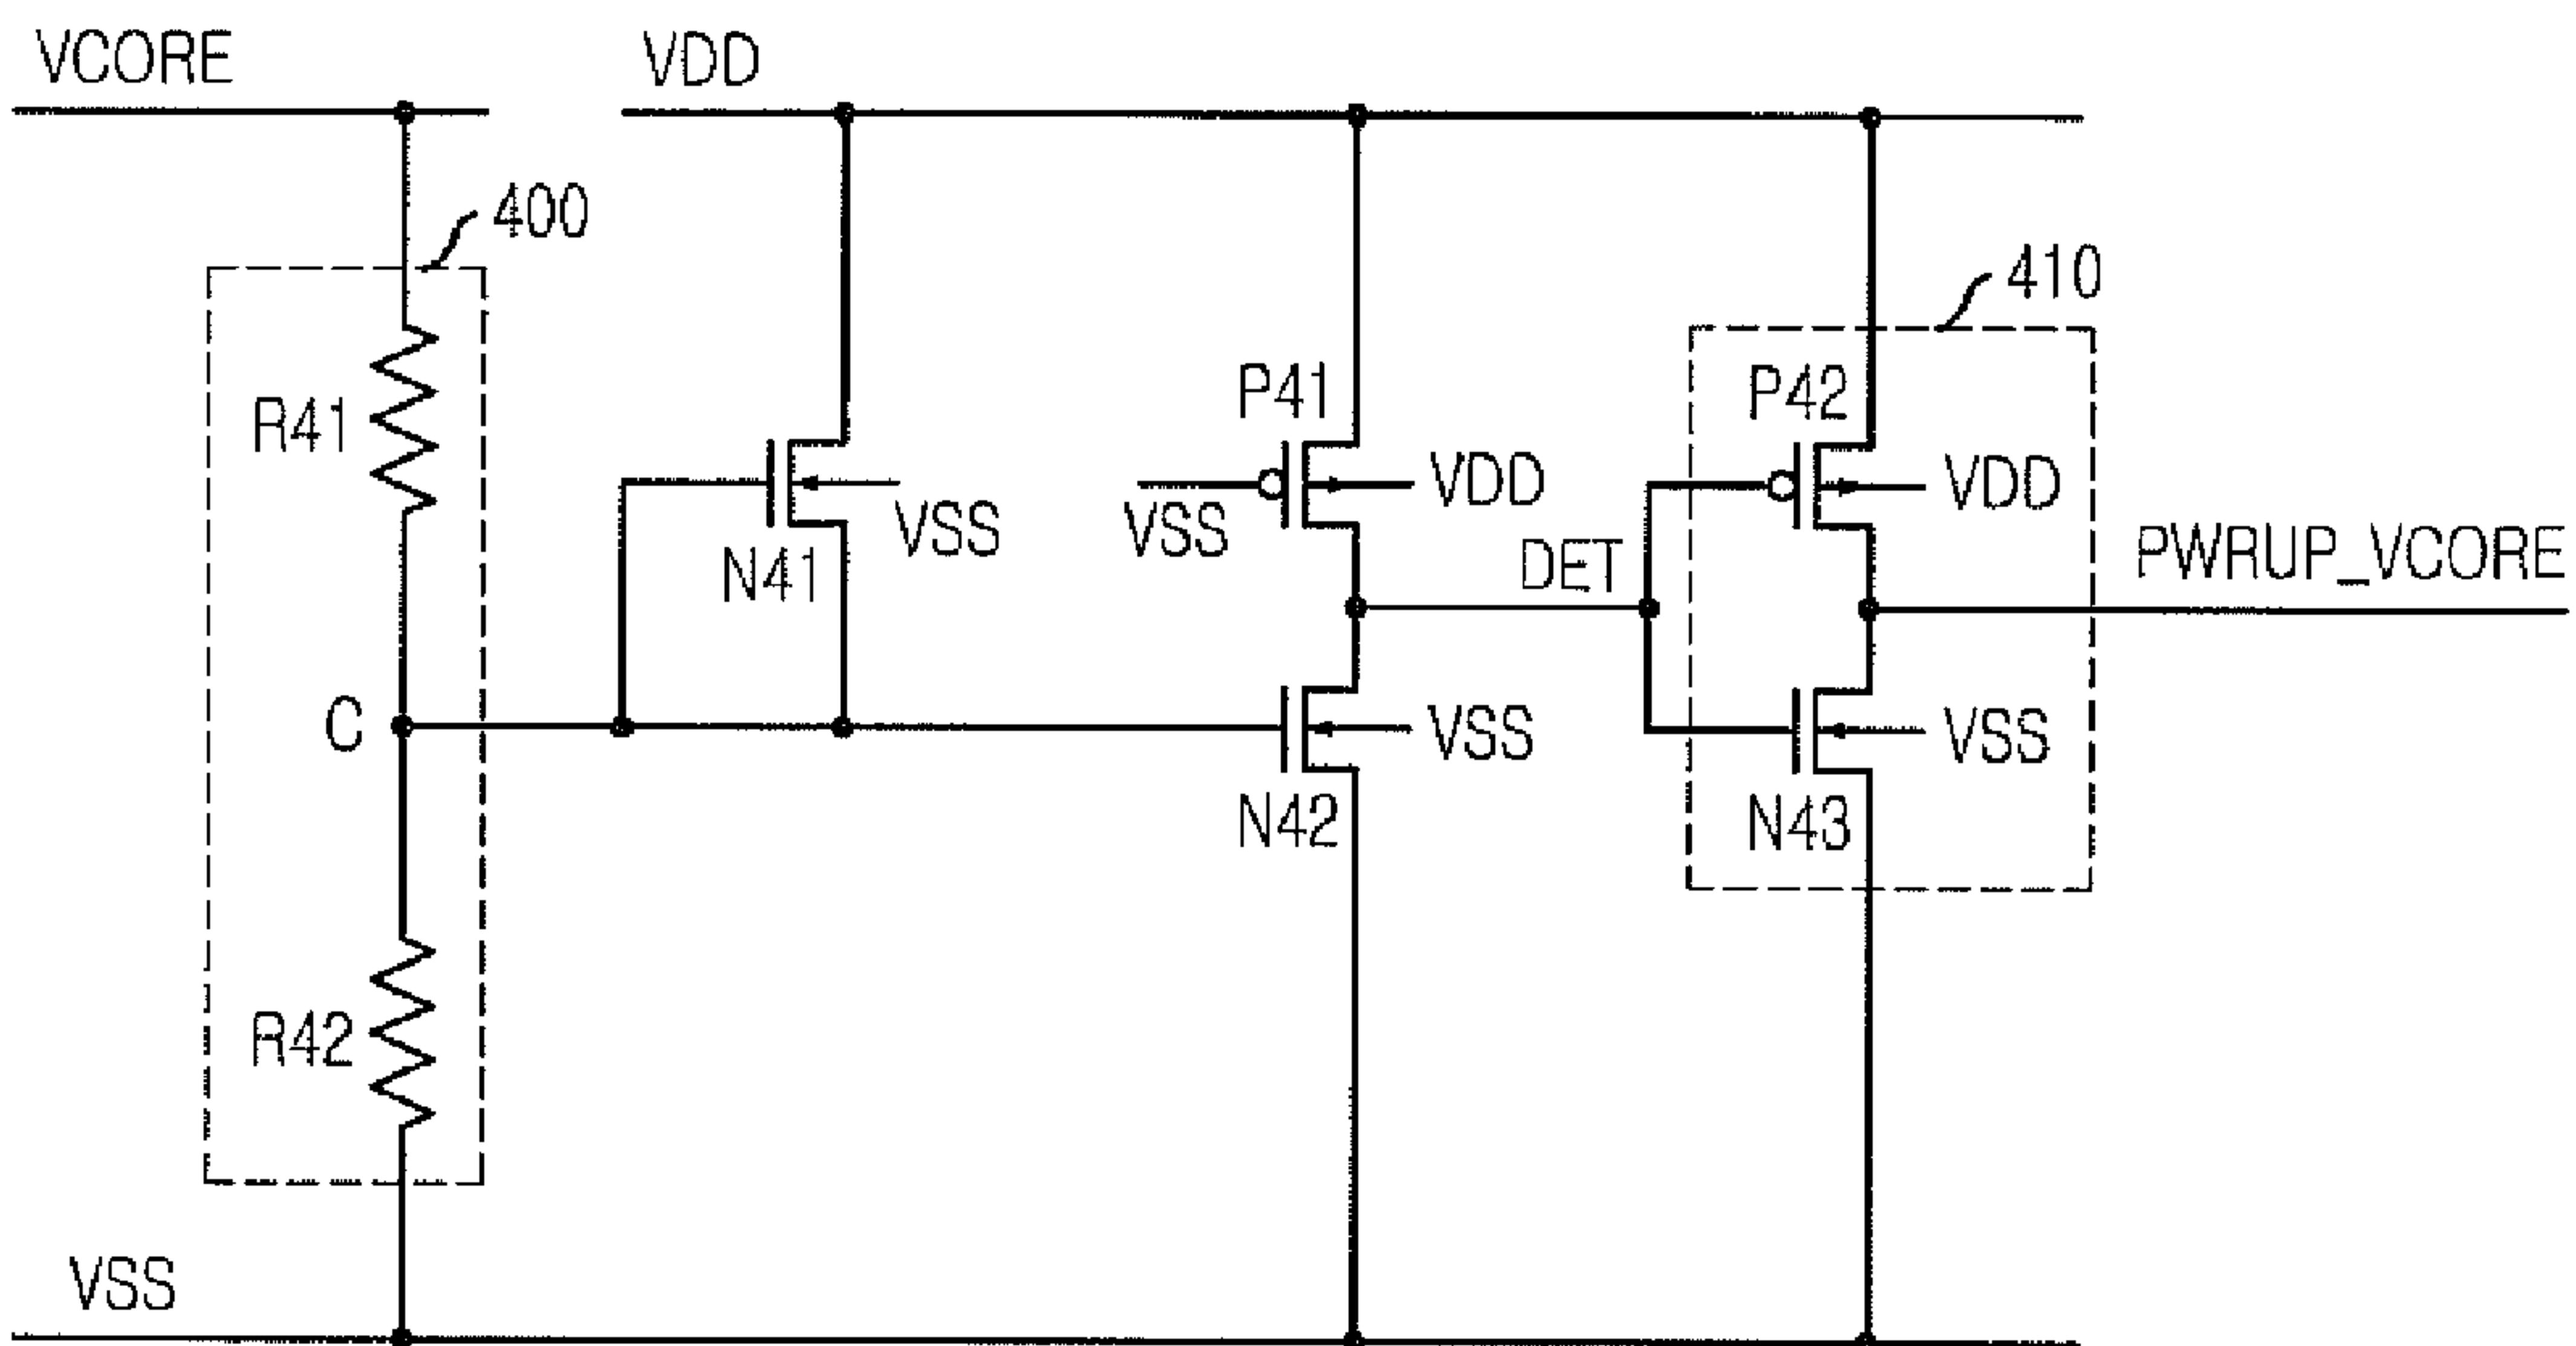 VCORE
VDD
400
410
P41
P42
R41
VDD
VDD
VSS
VSS
DET
PWRUP_VCORE
N41
C
VSS
VSS
N42
N43
R42
VSS